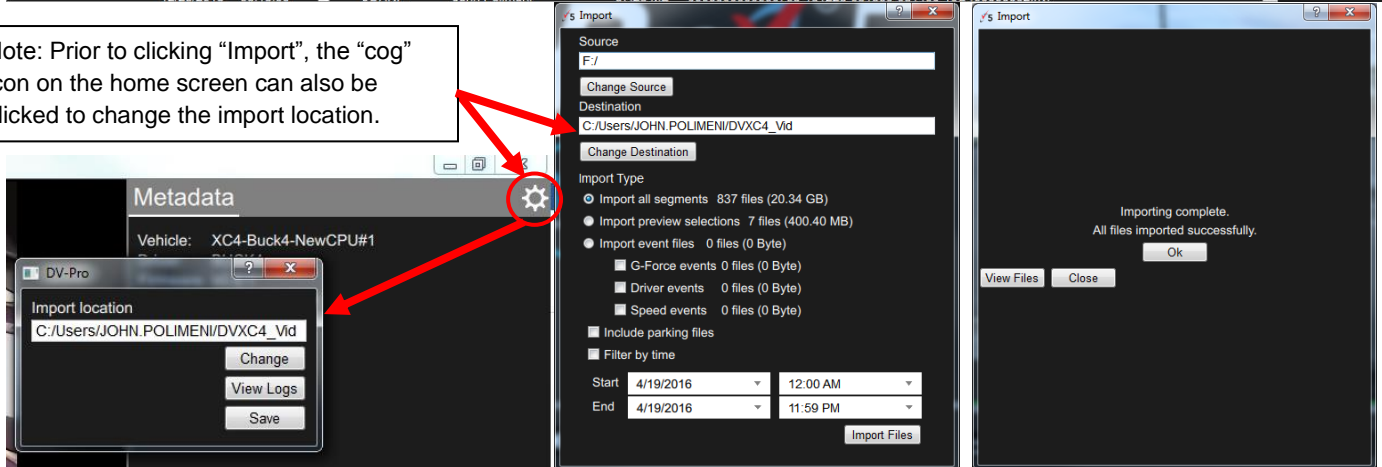 Note: Prior to clicking “Import”, the “cog”
icon on the home screen can also be
clicked to change the import location.
Metadata
Vehicle: XC4-Buck4-NewCPU#1
DV-Pro
Import location
C:/Users/JOHN.POLIMENI/DVXC4_Vid
Change
View Logs
Save
5 Import
Source
F:/
Change Source
Destination
C:/Users/JOHN.POLIMENI/DVXC4_Vid
Change Destination
Import Type
Import all segments 837 files (20.34 GB)
Import preview selections 7 files (400.40 MB)
Import event files 0 files (0 Byte)
G-Force events 0 files (0 Byte)
Driver events 0 files (0 Byte)
Speed events 0 files (0 Byte)
Include parking files
Filter by time
Start 4/19/2016 12:00 AM
End 4/19/2016 11:59 PM
Import Files
5 Import
Importing complete.
All files imported successfully.
Ok
View Files Close